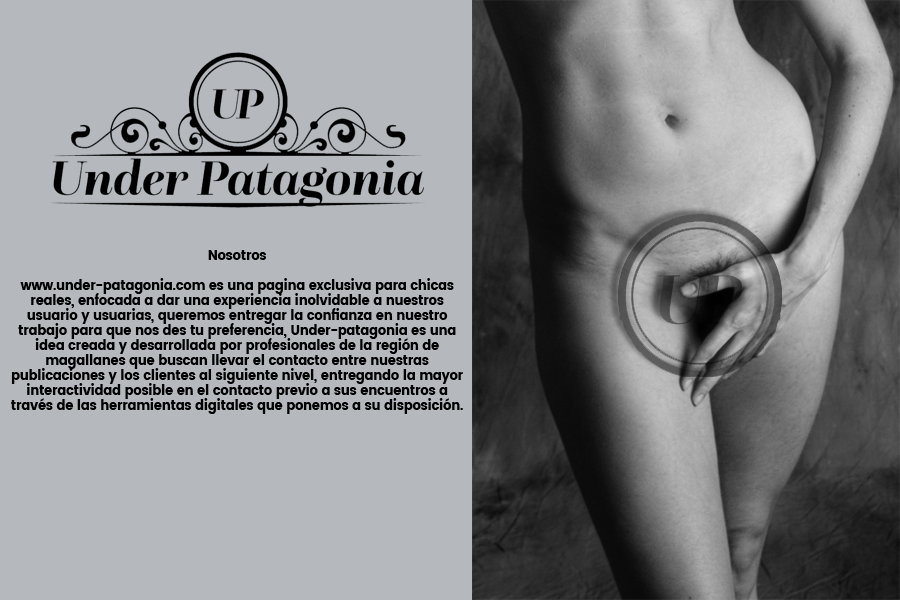 UP
Under Patagonia
Nosotros
www.under-patagonia.com es una pagina exclusiva para chicas
reales, enfocada a dar una experiencia inolvidable a nuestros
usuario y usuarias, queremos entregar la confianza en nuestro
trabajo para que nos des tu preferencia, Under-patagonia es una
idea creada y desarrollada por profesionales de la región de
magallanes que buscan llevar el contacto entre nuestras
publicaciones y los clientes al siguiente nivel, entregando la mayor
interactividad posible en el contacto previo a sus encuentros a
través de las herramientas digitales que ponemos a su disposición.
UP